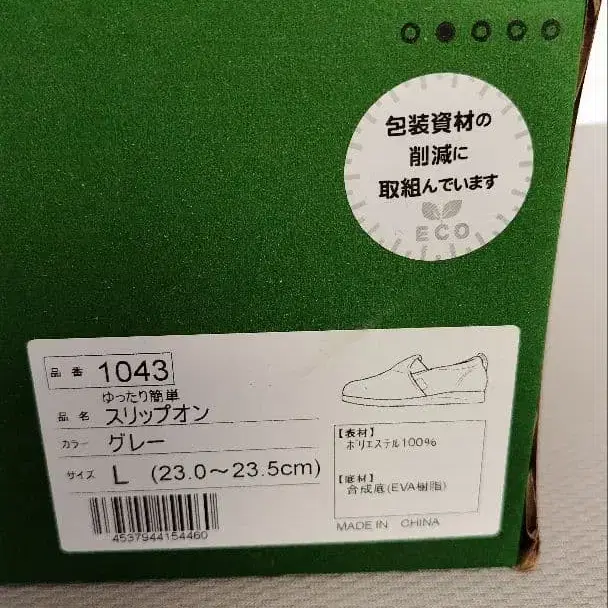 包装資材の
削減に
取組んでいます
ECO
品番 1043
ゆったり簡単
品名 スリップオン
カラー グレー
サイズ L (23.0～23.5cm)
4537944154460
【表材】
ポリエステル100%
【底材】
合成底(EVA樹脂)
MADE IN CHINA